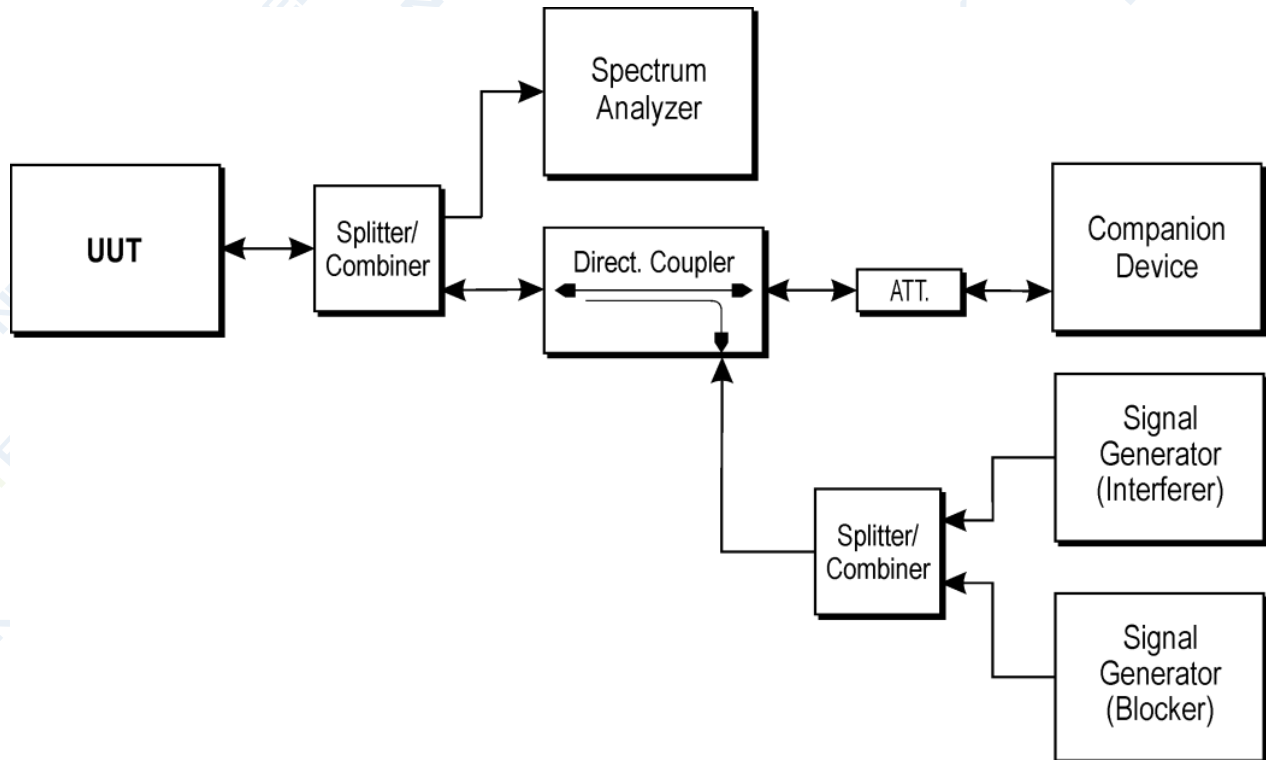 Spectrum
Analyzer
UUT
Splitter/
Combiner
Direct. Coupler
ATT.
Companion
Device
Signal
Generator
(Interferer)
Splitter/
Combiner
Signal
Generator
(Blocker)